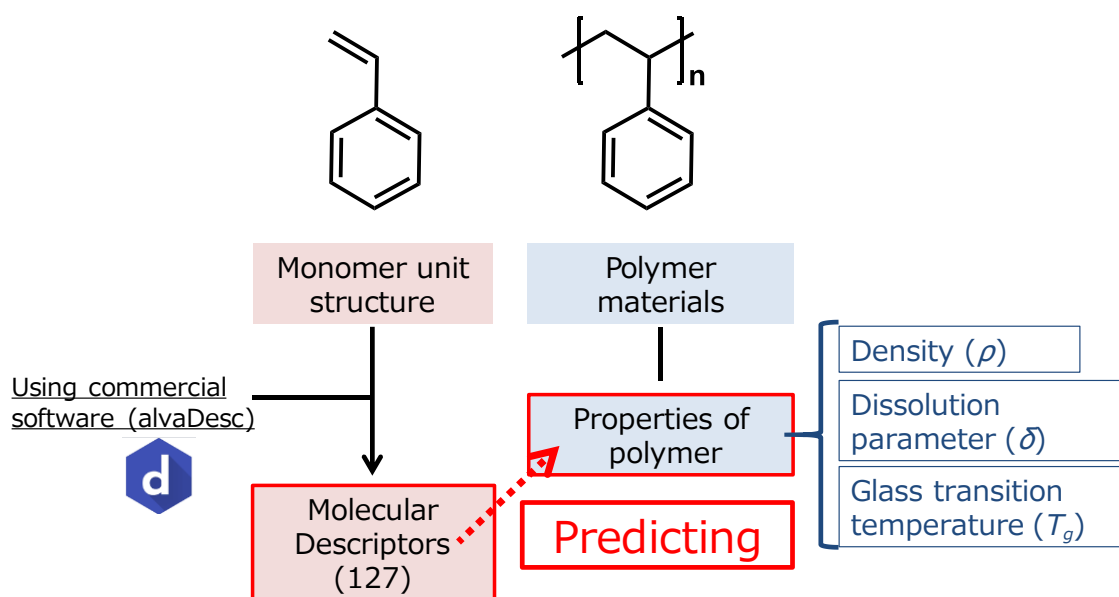 n
Monomer unit
structure
Polymer
materials
Using commercial
software (alvaDesc)
d
Molecular
Descriptors
(127)
Properties of
polymer
Predicting
Density (ρ)
Dissolution
parameter (δ)
Glass transition
temperature (Tg)